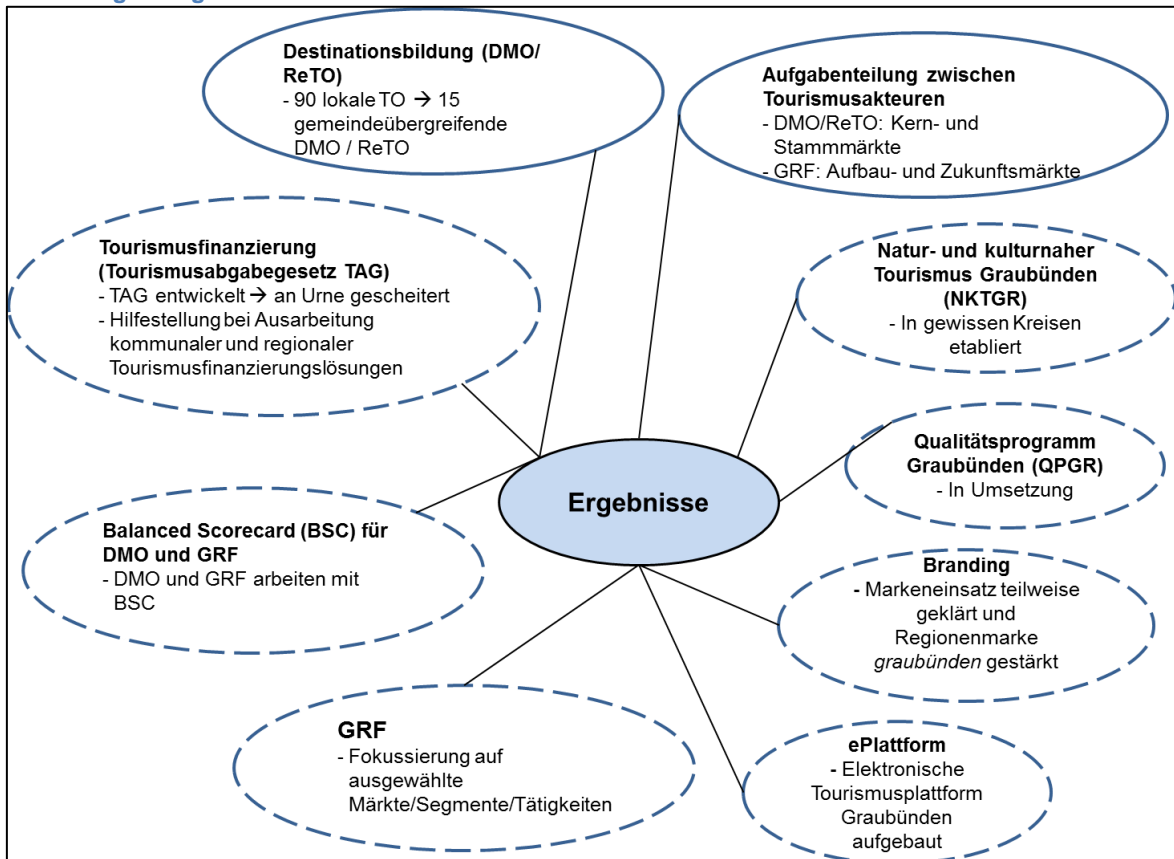 Destinationsbildung (DMO/
ReTO)
- 90 lokale TO → 15
gemeindeübergreifende
DMO / ReTO
Aufgabenteilung zwischen
Tourismusakteuren
- DMO/ReTO: Kern- und
Stammmärkte
- GRF: Aufbau- und Zukunftsmärkte
Tourismusfinanzierung
(Tourismusabgabegesetz TAG)
- TAG entwickelt → an Urne gescheitert
- Hilfestellung bei Ausarbeitung
kommunaler und regionaler
Tourismusfinanzierungslösungen
Natur- und kulturnaher
Tourismus Graubünden
(NKTGR)
- In gewissen Kreisen
etabliert
Qualitätsprogramm
Graubünden (QPGR)
- In Umsetzung
Ergebnisse
Balanced Scorecard (BSC) für
DMO und GRF
- DMO und GRF arbeiten mit
BSC
Branding
- Markeneinsatz teilweise
geklärt und
Regionenmarke
graubünden gestärkt
GRF
- Fokussierung auf
ausgewählte
Märkte/Segmente/Tätigkeiten
ePlattform
- Elektronische
Tourismusplattform
Graubünden
aufgebaut